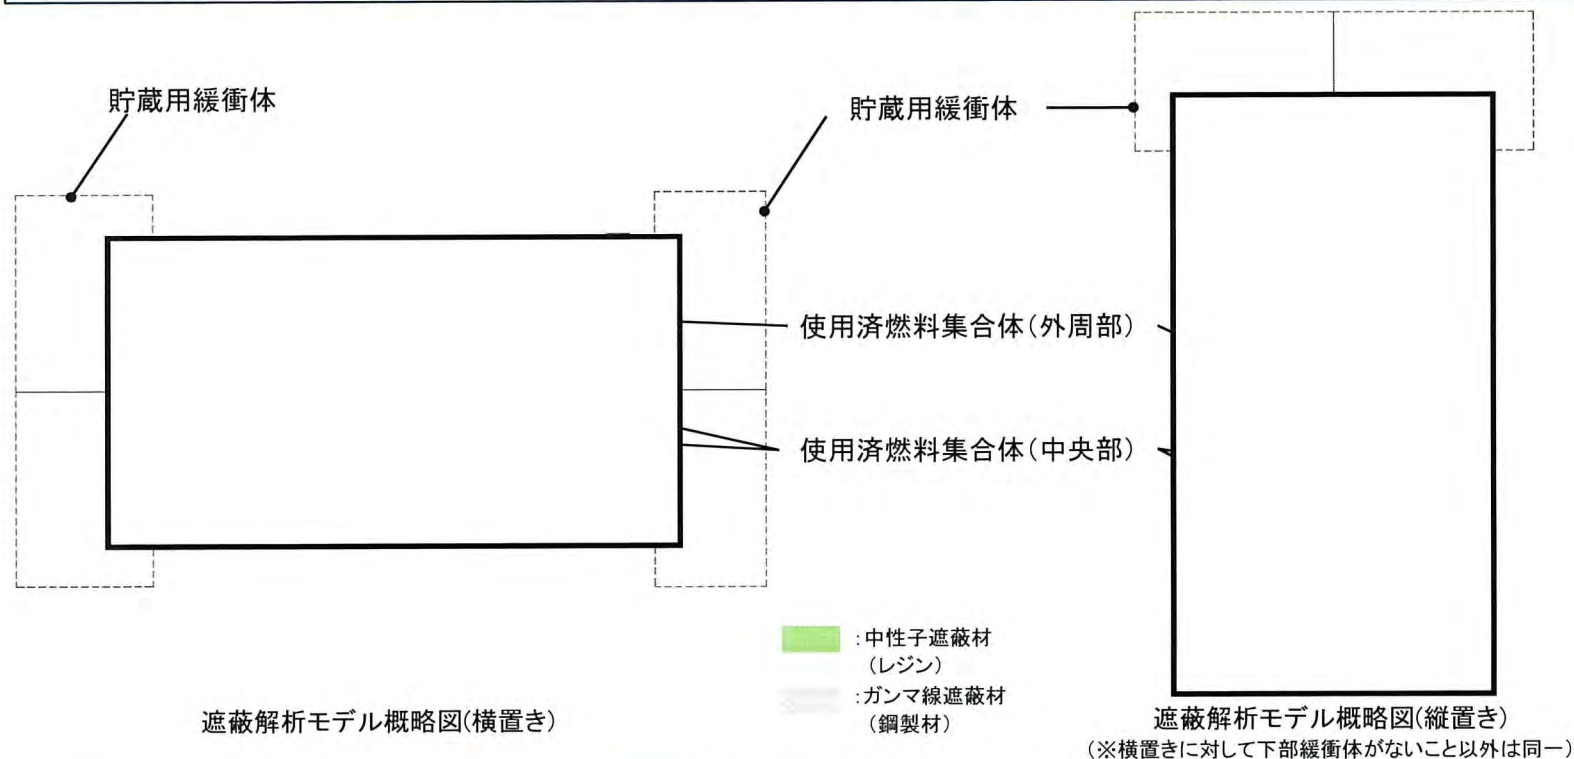 貯蔵用緩衝体
貯蔵用緩衝体
使用済燃料集合体(外周部)
使用済燃料集合体(中央部)
:中性子遮蔽材
(レジン)
:ガンマ線遮蔽材
(鋼製材)
遮蔽解析モデル概略図(横置き)
遮蔽解析モデル概略図(縦置き)
(※横置きに対して下部緩衝体がないこと以外は同一)